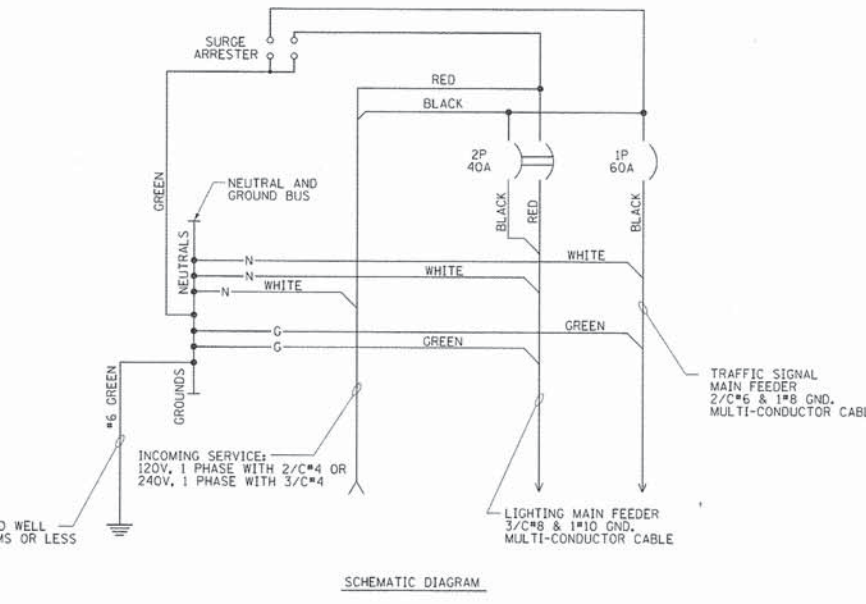 SURGE
ARRESTER
RED
BLACK
2P
40A
1P
60A
GREEN
NEUTRAL AND
GROUND BUS
BLACK
RED
BLACK
NEUTRALS
N
WHITE
N
WHITE
N
WHITE
G
GREEN
G
GREEN
GROUNDS
#6 GREEN
TRAFFIC SIGNAL
MAIN FEEDER
2/C#6 & 1#8 GND.
MULTI-CONDUCTOR CABL
INCOMING SERVICE:
120V, 1 PHASE WITH 2/C#4 OR
240V, 1 PHASE WITH 3/C#4
D WELL
MS OR LESS
LIGHTING MAIN FEEDER
3/C#8 & 1#10 GND.
MULTI-CONDUCTOR CABLE
SCHEMATIC DIAGRAM